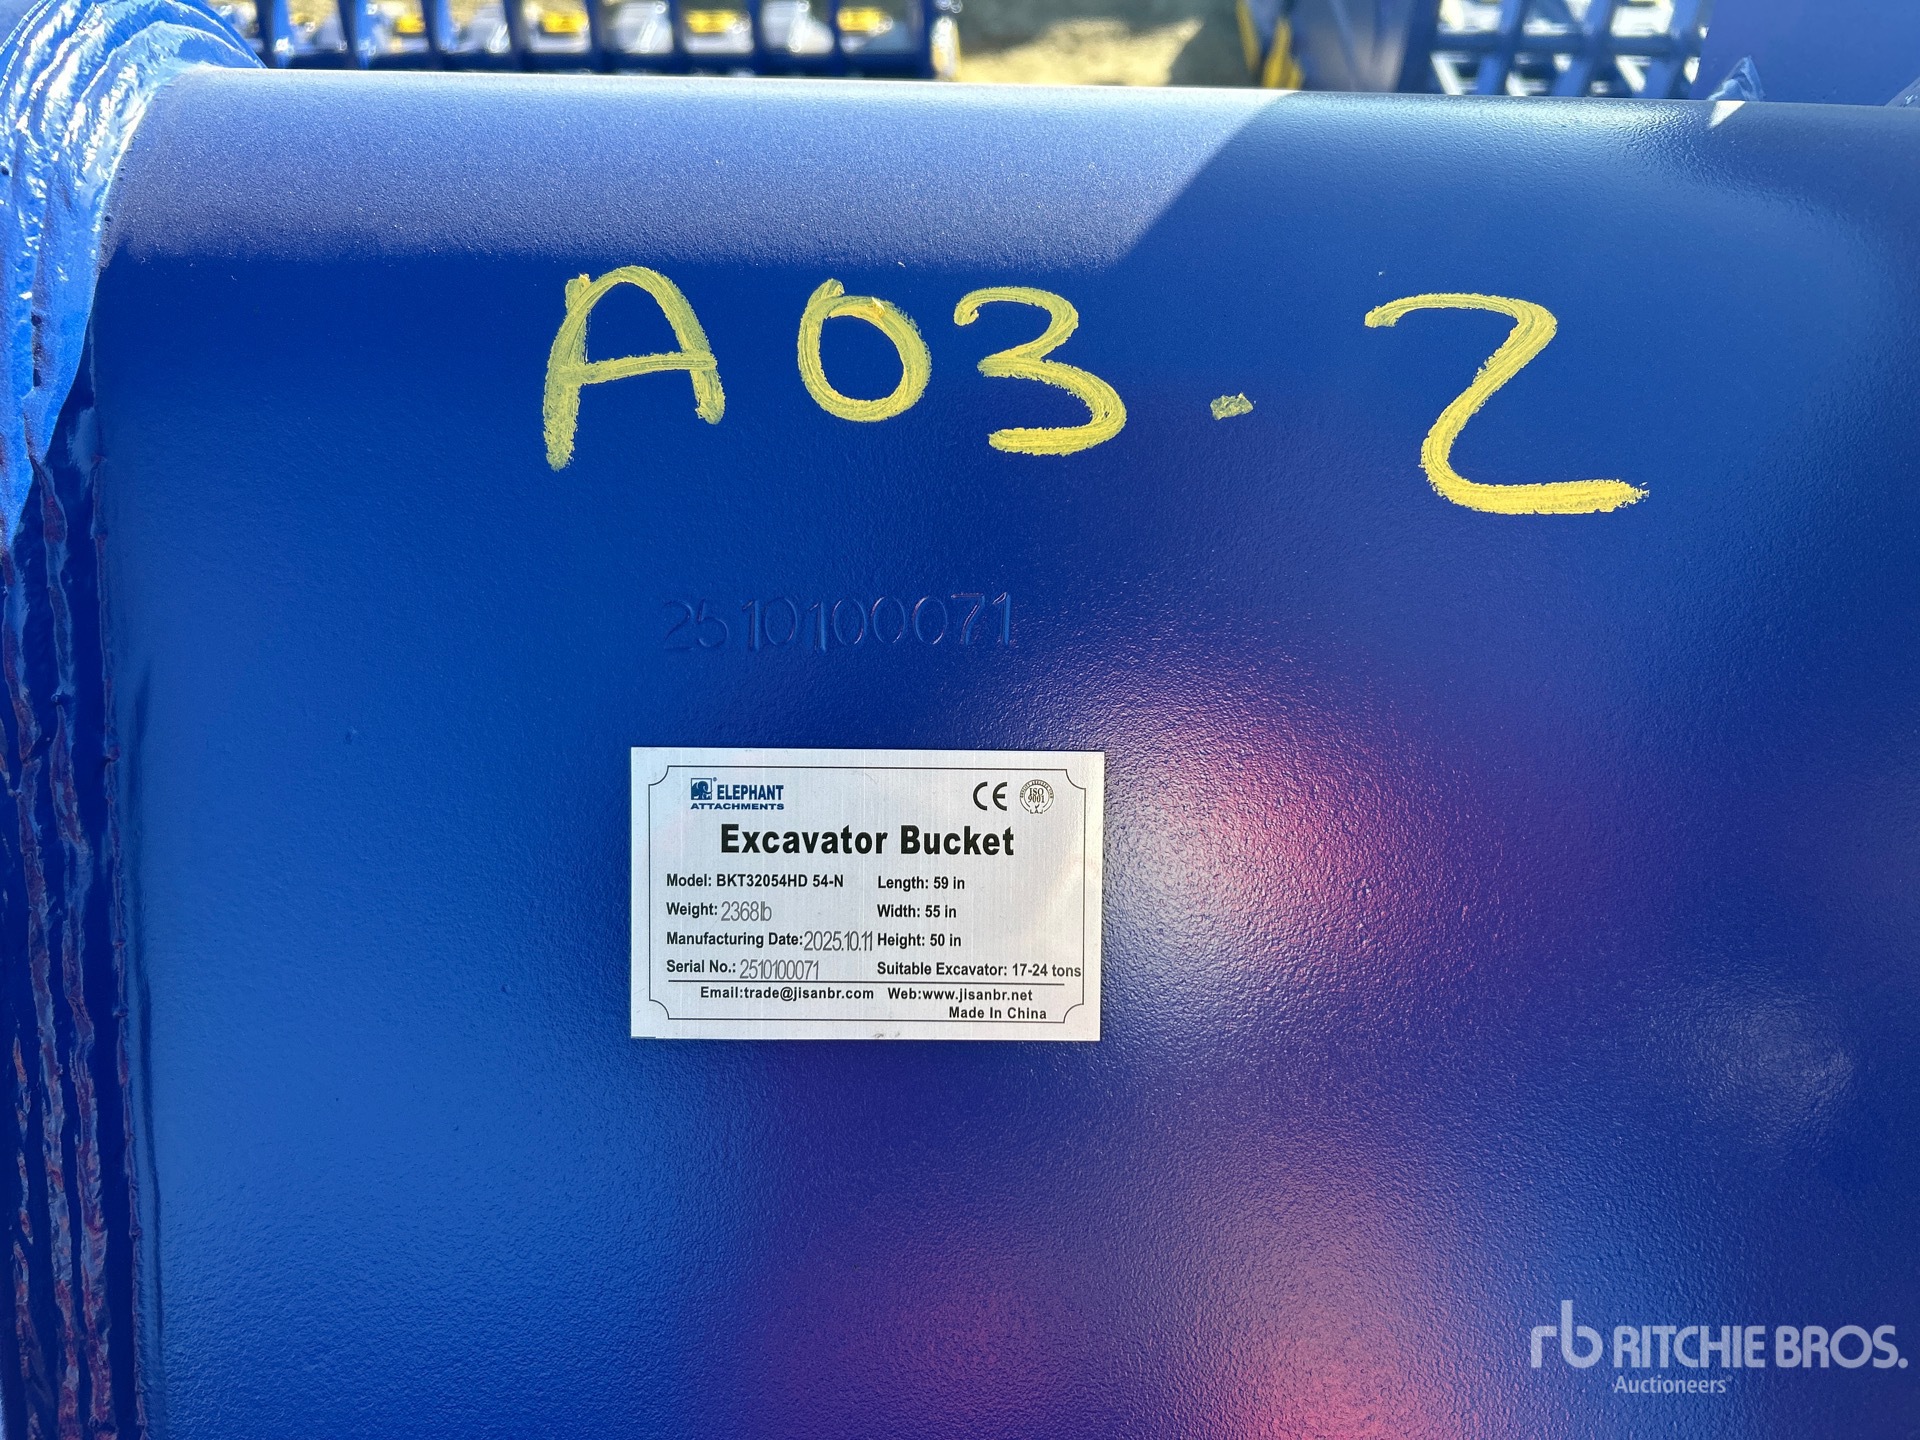 A03.2
2510100071
ELEPHANT
ATTACHMENTS
CE
ISO
9001
Excavator Bucket
Model: BKT32054HD 54-N
Length: 59 in
Weight: 2368lb
Width: 55 in
Manufacturing Date: 2025.10.11
Height: 50 in
Serial No.: 2510100071
Suitable Excavator: 17-24 tons
Email:trade@jisanbr.com Web:www.jisanbr.net
Made In China
rb RITCHIE BROS.
Auctioneers